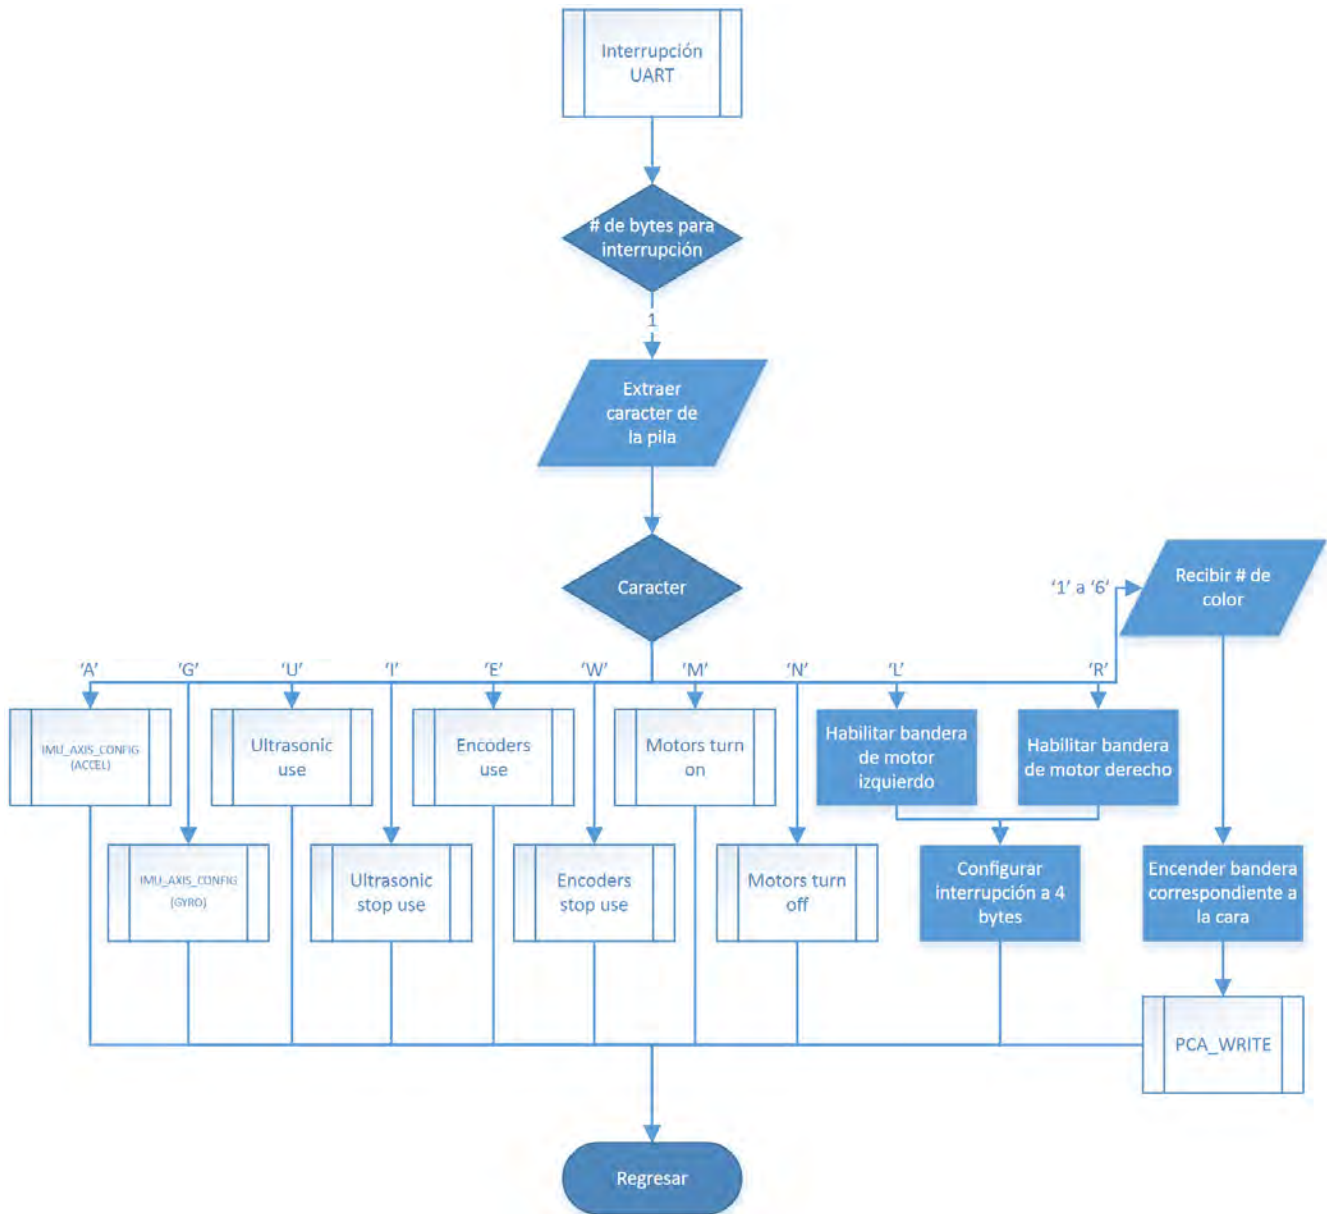 Interrupción
UART
# de bytes para
interrupción
1
Extraer
caracter de
la pila
Caracter
'1' a '6'
Recibir # de
color
'A'
'G'
'U'
'I'
'E'
'W'
'M'
'N'
'L'
'R'
IMU_AXIS_CONFIG
(ACCEL)
Ultrasonic
use
Encoders
use
Motors turn
on
Habilitar bandera
de motor
izquierdo
Habilitar bandera
de motor derecho
IMU_AXIS_CONFIG
(GYRO)
Ultrasonic
stop use
Encoders
stop use
Motors turn
off
Configurar
interrupción a 4
bytes
Encender bandera
correspondiente a
la cara
PCA_WRITE
Regresar